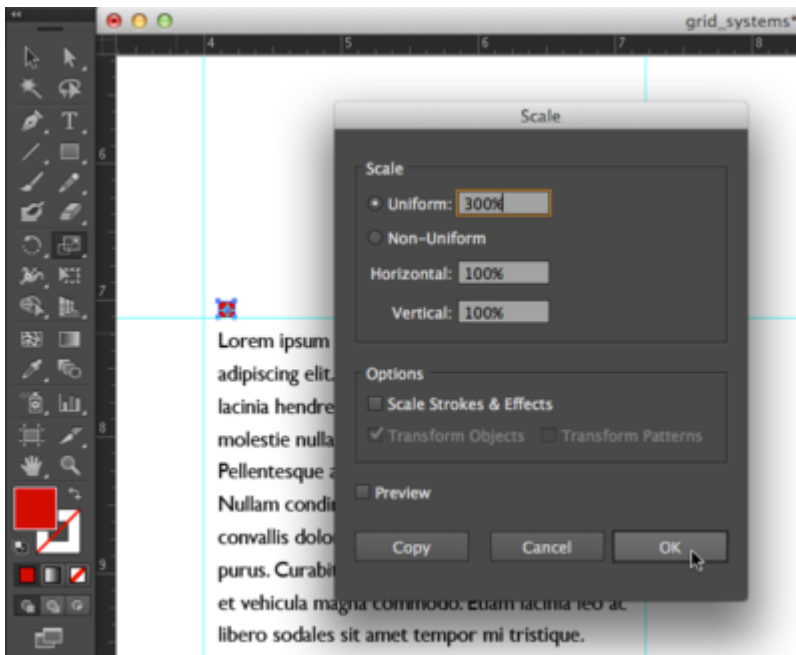 grid_systems*
4 5 6 7 8
Scale
Scale
Uniform: 300%
Non-Uniform
Horizontal: 100%
Vertical: 100%
Options
Scale Strokes & Effects
Transform Objects Transform Patterns
Preview
Copy Cancel OK
6
7
8
9
Lorem ipsum
adipiscing elit.
lacinia hendre
molestie nulla
Pellentesque a
Nullam condi
convallis dolo
purus. Curabi
et vehicula magna commodo. Etiam lacinia leo ac
libero sodales sit amet tempor mi tristique.